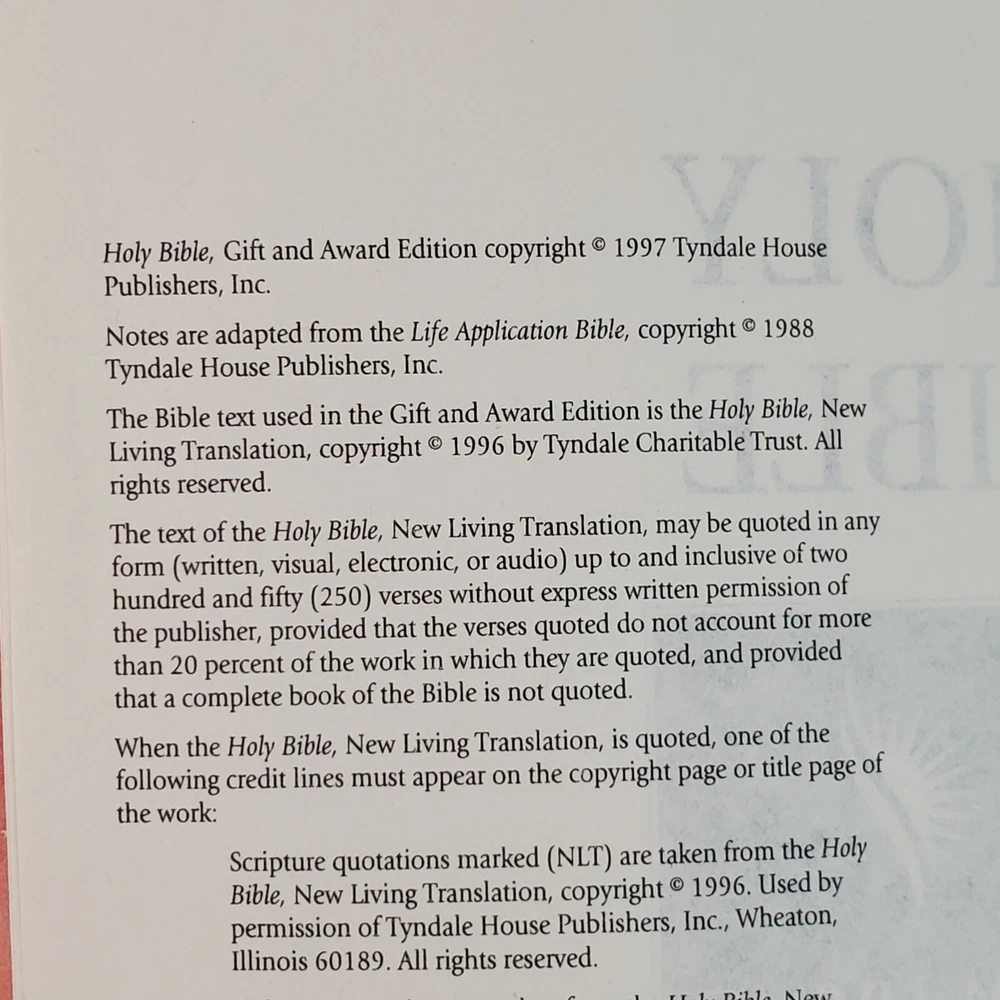 Holy Bible, Gift and Award Edition copyright © 1997 Tyndale House
Publishers, Inc.
Notes are adapted from the Life Application Bible, copyright © 1988
Tyndale House Publishers, Inc.
The Bible text used in the Gift and Award Edition is the Holy Bible, New
Living Translation, copyright © 1996 by Tyndale Charitable Trust. All
rights reserved.
The text of the Holy Bible, New Living Translation, may be quoted in any
form (written, visual, electronic, or audio) up to and inclusive of two
hundred and fifty (250) verses without express written permission of
the publisher, provided that the verses quoted do not account for more
than 20 percent of the work in which they are quoted, and provided
that a complete book of the Bible is not quoted.
When the Holy Bible, New Living Translation, is quoted, one of the
following credit lines must appear on the copyright page or title page of
the work:
Scripture quotations marked (NLT) are taken from the Holy
Bible, New Living Translation, copyright © 1996. Used by
permission of Tyndale House Publishers, Inc., Wheaton,
Illinois 60189. All rights reserved.